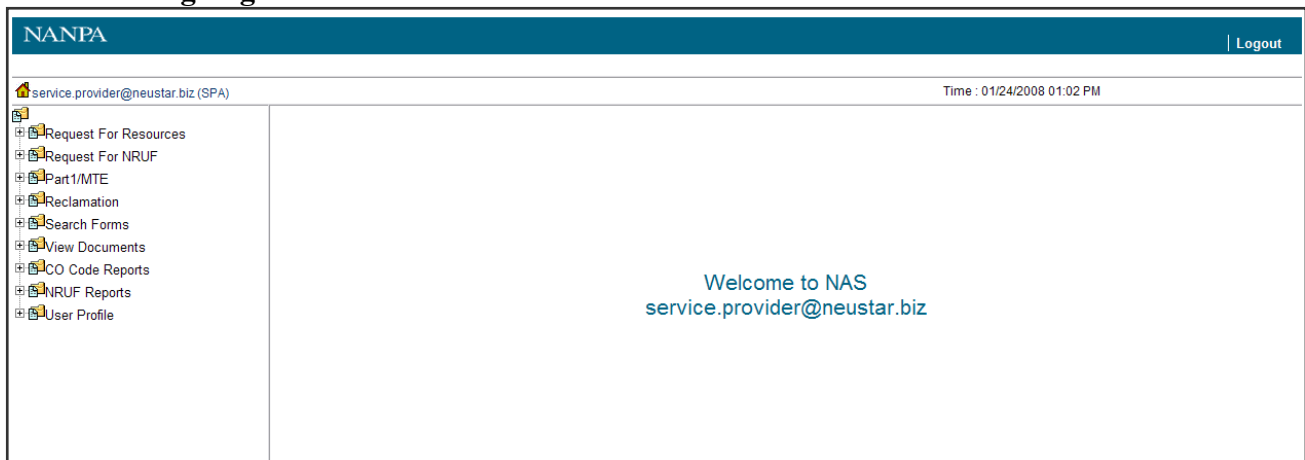 NANPA
Logout
service.provider@neustar.biz (SPA)
Time : 01/24/2008 01:02 PM
Request For Resources
Request For NRUF
Part1/MTE
Reclamation
Search Forms
View Documents
CO Code Reports
NRUF Reports
User Profile
Welcome to NAS
service.provider@neustar.biz